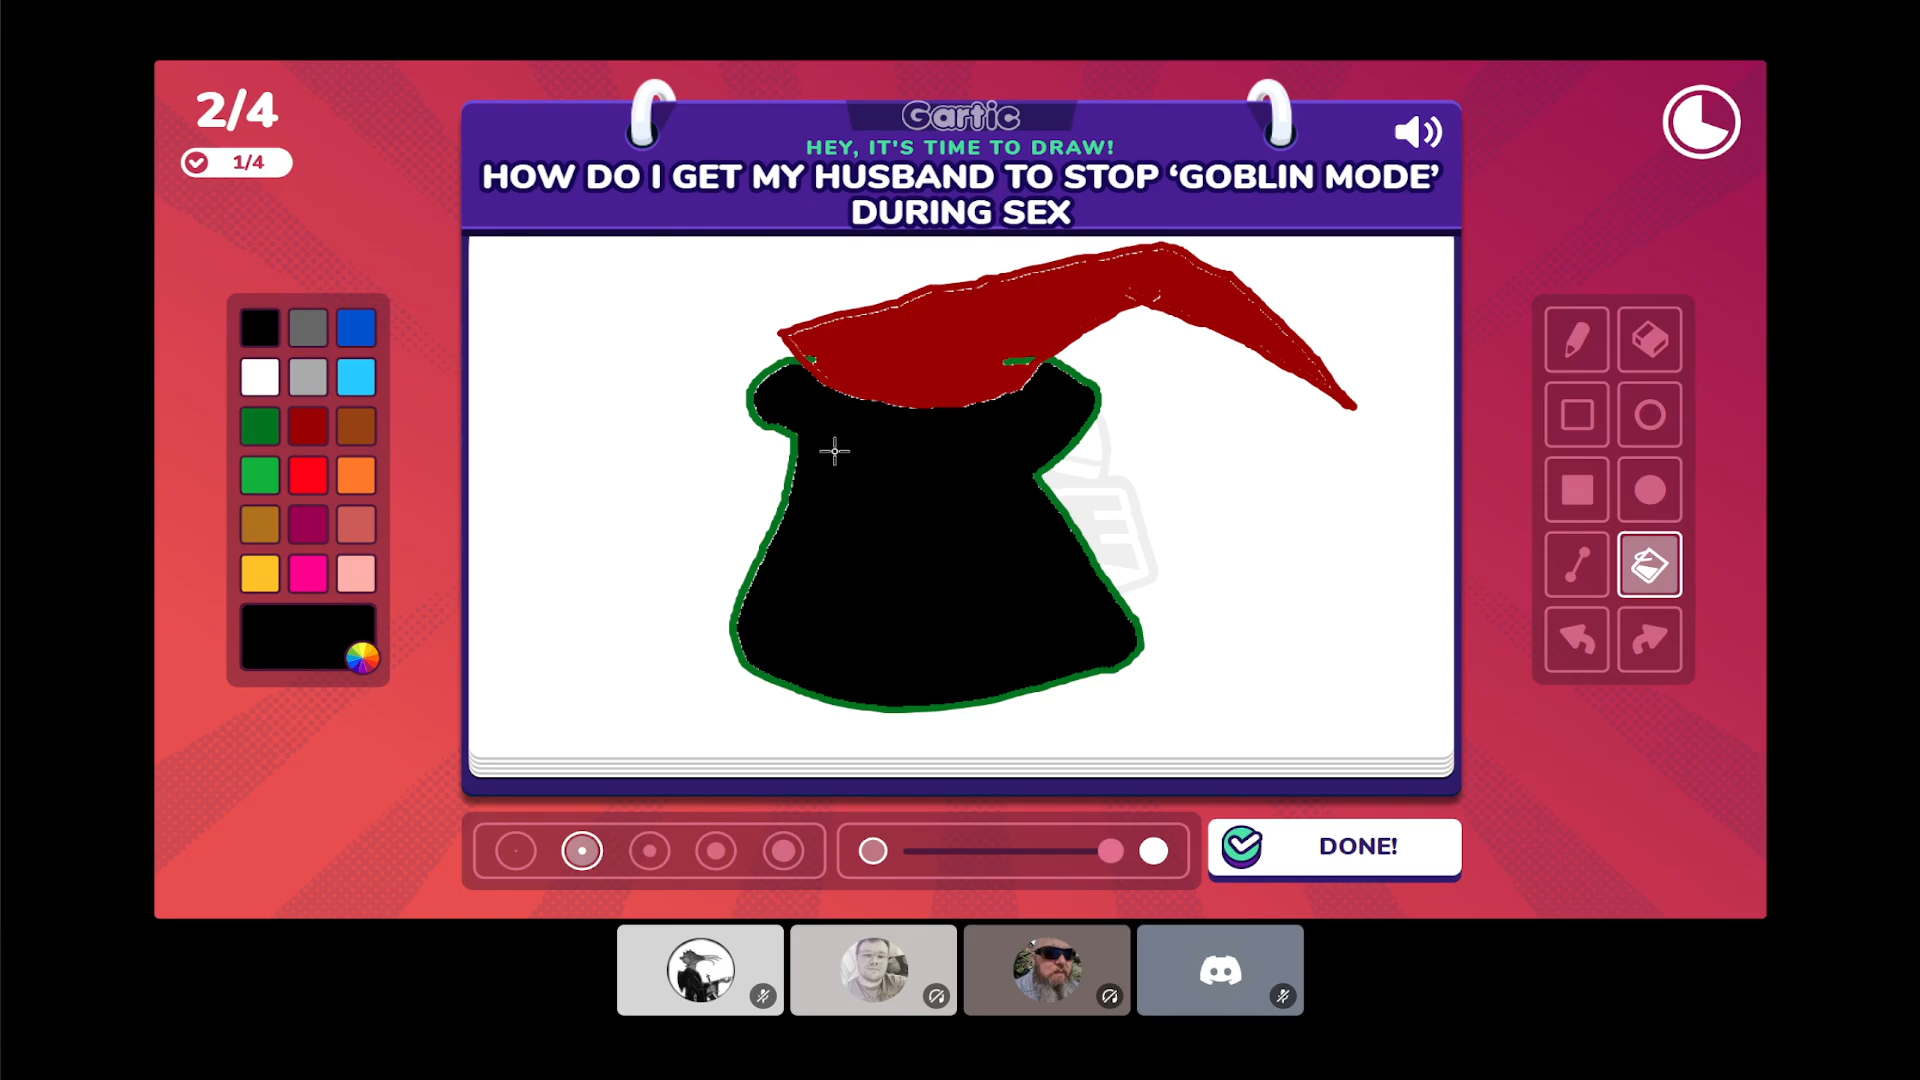 2/4
1/4
Gartic
HEY, IT'S TIME TO DRAW!
HOW DO I GET MY HUSBAND TO STOP ‘GOBLIN MODE’
DURING SEX
DONE!